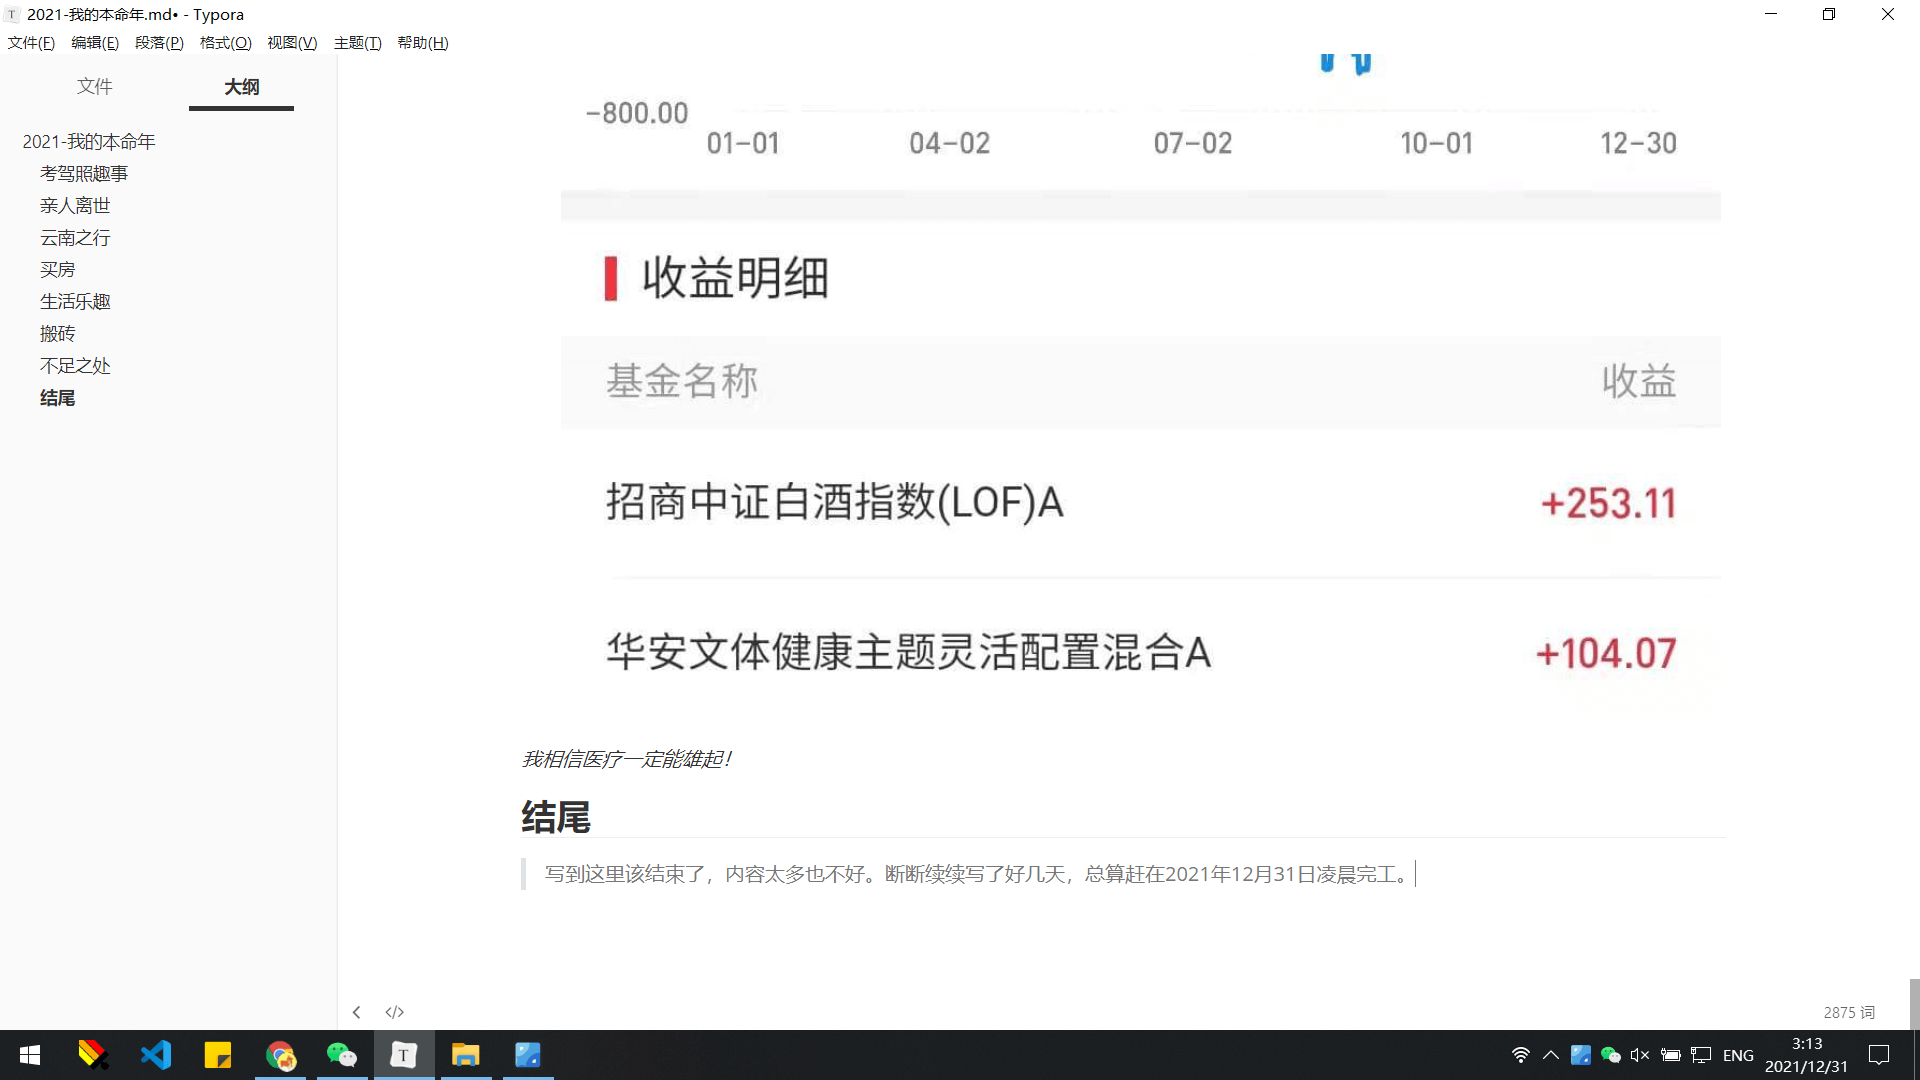 2021-我的本命年.md• - Typora
文件(F) 编辑(E) 段落(P) 格式(O) 视图(V) 主题(T) 帮助(H)
文件 大纲
2021-我的本命年
考驾照趣事
亲人离世
云南之行
买房
生活乐趣
搬砖
不足之处
结尾
-800.00
01-01 04-02 07-02 10-01 12-30
收益明细
基金名称 收益
招商中证白酒指数(LOF)A +253.11
华安文体健康主题灵活配置混合A +104.07
我相信医疗一定能雄起！
结尾
写到这里该结束了，内容太多也不好。断断续续写了好几天，总算赶在2021年12月31日凌晨完工。
</> 2875 词
T ENG 3:13
2021/12/31